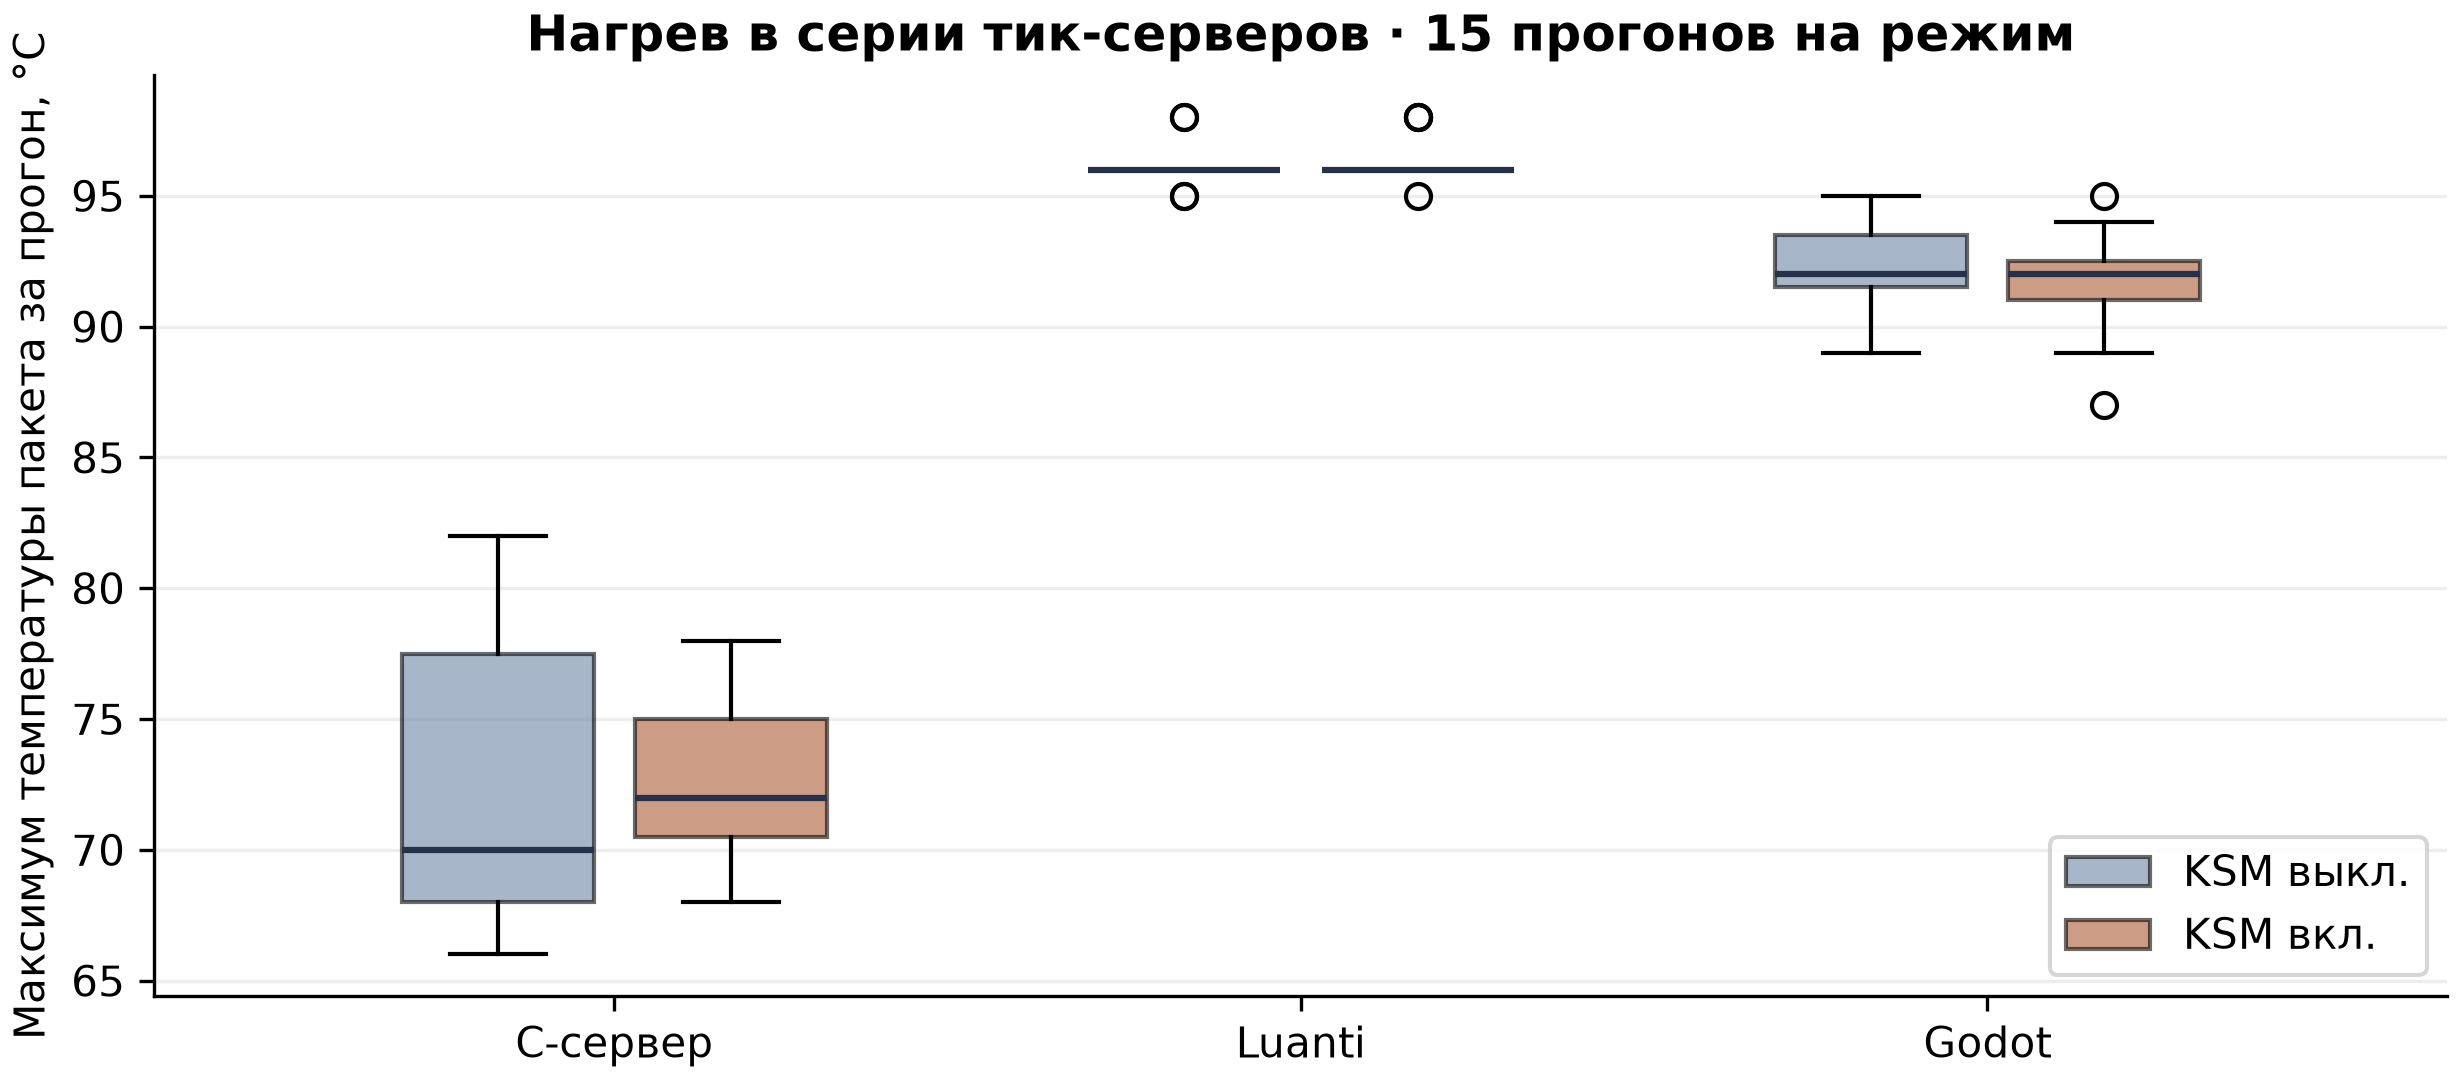 Нагрев в серии тик-серверов · 15 прогонов на режим
Максимум температуры пакета за прогон, °C
95
90
85
80
75
70
65
C-сервер
Luanti
Godot
KSM выкл.
KSM вкл.